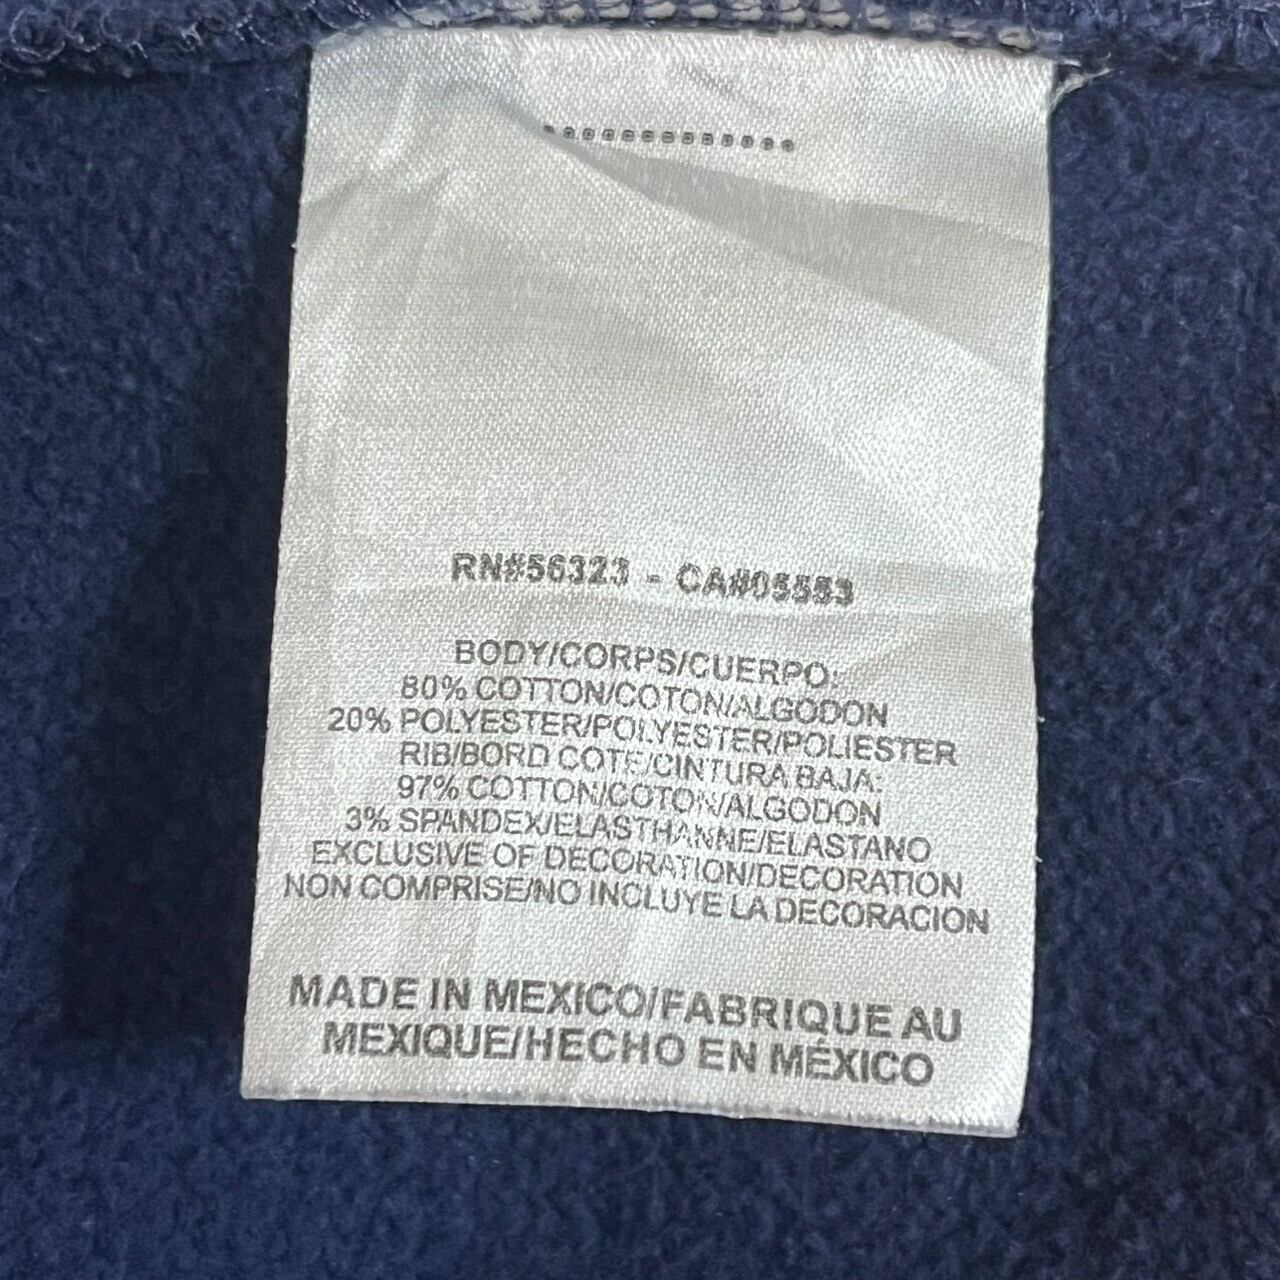 RN#56323 - CA#05553
BODY/CORPS/CUERPO:
80% COTTON/COTON/ALGODON
20% POLYESTER/POLYESTER/POLIESTER
RIB/BORD COTE/CINTURA BAJA:
97% COTTON/COTON/ALGODON
3% SPANDEX/ELASTHANNE/ELASTANO
EXCLUSIVE OF DECORATION/DECORATION
NON COMPRISE/NO INCLUYE LA DECORACION
MADE IN MEXICO/FABRIQUE AU
MEXIQUE/HECHO EN MÉXICO